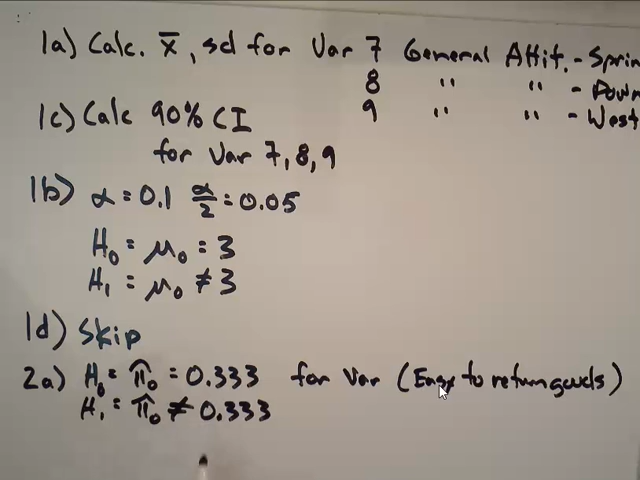 1a) Calc. x̄, sd for Var 7 General Attit. - Sprin
8 " " - Down
9 " " - West
1c) Calc 90% CI
for Var 7,8,9
1b) α = 0.1 α/2 = 0.05
H₀ = μ₀ = 3
H₁ = μ₀ ≠ 3
1d) Skip
2a) H₀ = π̂₀ = 0.333 for Var (Easy to return goods)
H₁ = π̂₀ ≠ 0.333